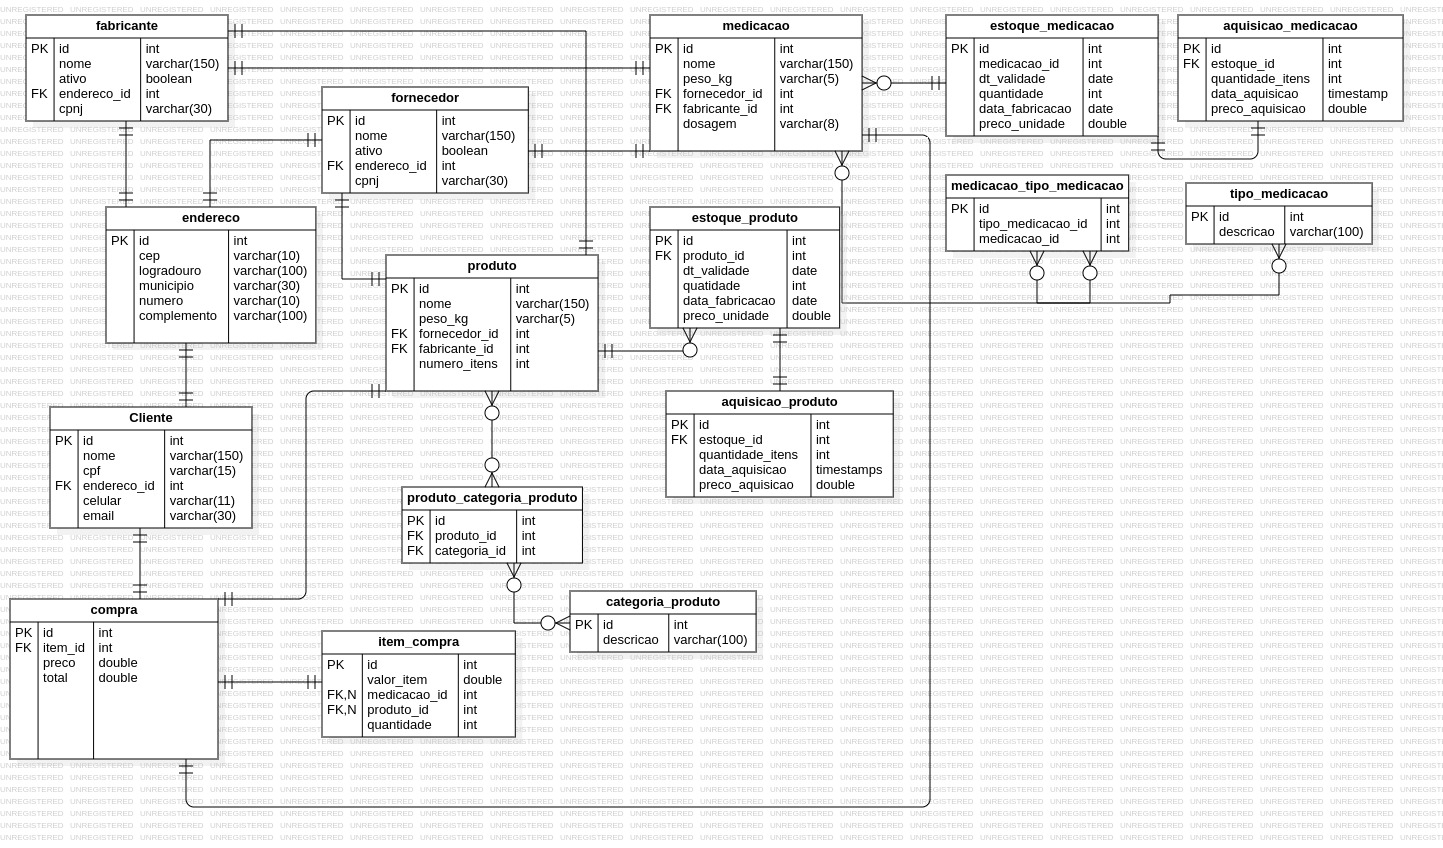 fabricante
PK id int
nome varchar(150)
ativo boolean
FK endereco_id int
cpnj varchar(30)
fornecedor
PK id int
nome varchar(150)
ativo boolean
FK endereco_id int
cpnj varchar(30)
medicacao
PK id int
nome varchar(150)
peso_kg varchar(5)
FK fornecedor_id int
FK fabricante_id int
dosagem varchar(8)
estoque_medicacao
PK id int
medicacao_id int
dt_validade date
quantidade int
data_fabricacao date
preco_unidade double
aquisicao_medicacao
PK id int
FK estoque_id int
quantidade_itens int
data_aquisicao timestamp
preco_aquisicao double
endereco
PK id int
cep varchar(10)
logradouro varchar(100)
municipio varchar(30)
numero varchar(10)
complemento varchar(100)
produto
PK id int
nome varchar(150)
peso_kg varchar(5)
FK fornecedor_id int
FK fabricante_id int
numero_itens int
estoque_produto
PK id int
FK produto_id int
dt_validade date
quatidade int
data_fabricacao date
preco_unidade double
medicacao_tipo_medicacao
PK id int
tipo_medicacao_id int
medicacao_id int
tipo_medicacao
PK id int
descricao varchar(100)
Cliente
PK id int
nome varchar(150)
cpf varchar(15)
FK endereco_id int
celular varchar(11)
email varchar(30)
aquisicao_produto
PK id int
FK estoque_id int
quantidade_itens int
data_aquisicao timestamps
preco_aquisicao double
produto_categoria_produto
PK id int
FK produto_id int
FK categoria_id int
categoria_produto
PK id int
descricao varchar(100)
compra
PK id int
FK item_id int
preco double
total double
item_compra
PK id int
valor_item double
FK,N medicacao_id int
FK,N produto_id int
quantidade int
UNREGISTERED